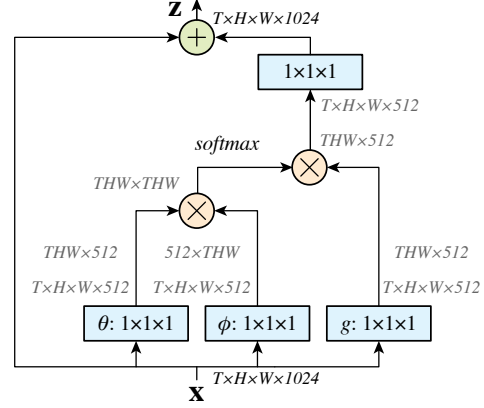 z T×H×W×1024
1×1×1
T×H×W×512
THW×512
softmax
THW×THW
THW×512 512×THW THW×512
T×H×W×512 T×H×W×512 T×H×W×512
θ: 1×1×1 ϕ: 1×1×1 g: 1×1×1
x T×H×W×1024